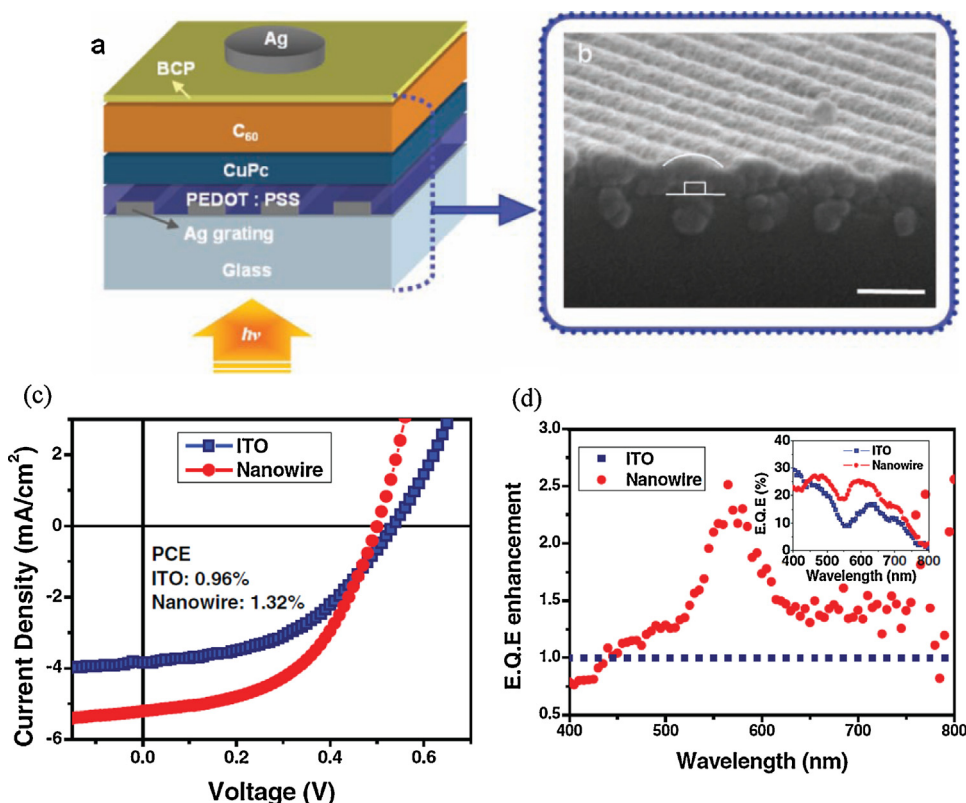 a
Ag
BCP
C60
CuPc
PEDOT : PSS
Ag grating
Glass
hν
b
(c)
Current Density (mA/cm²)
2
0
-2
-4
-6
ITO
Nanowire
PCE
ITO: 0.96%
Nanowire: 1.32%
0.0 0.2 0.4 0.6
Voltage (V)
(d)
E.Q.E enhancement
3.0
2.5
2.0
1.5
1.0
0.5
ITO
Nanowire
E.Q.E (%)
40
30
20
10
0
ITO
Nanowire
400 500 600 700 800
Wavelength (nm)
400 500 600 700 800
Wavelength (nm)